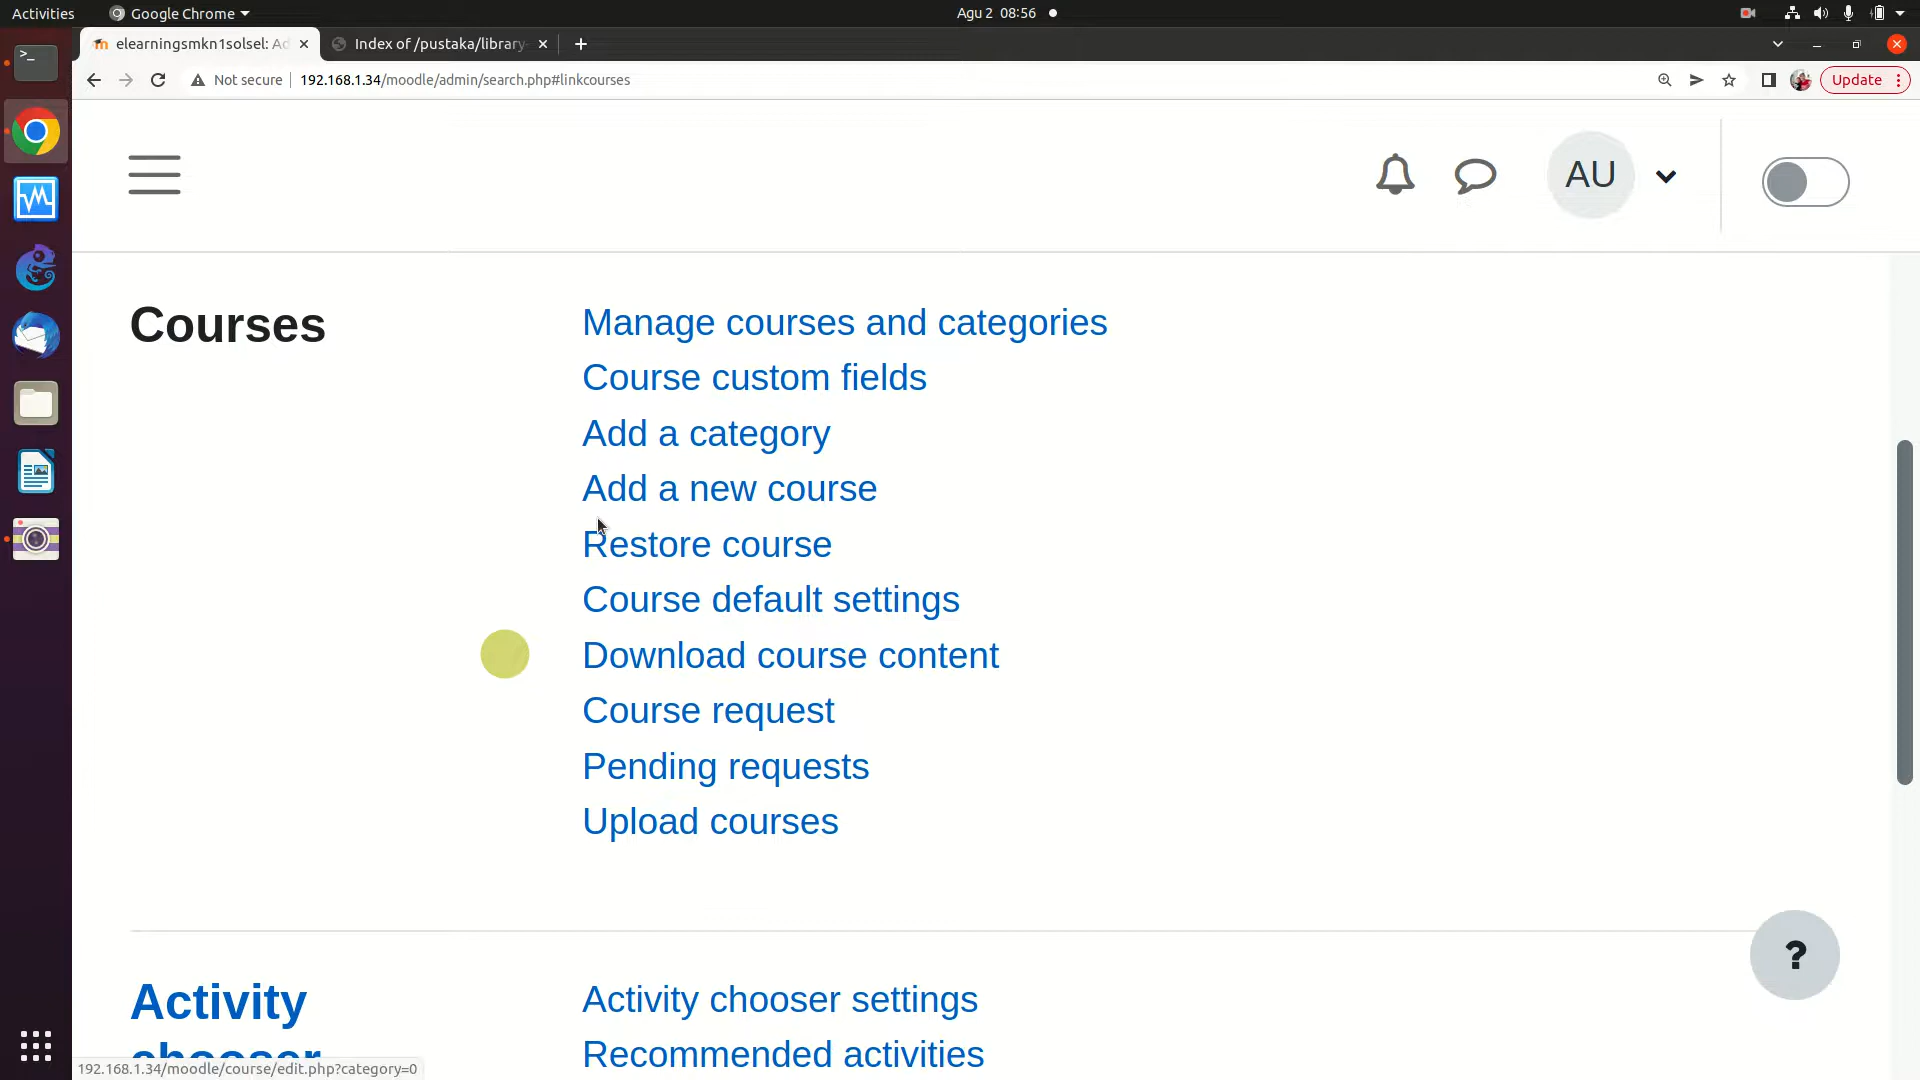 Activities
Google Chrome
Agu 2 08:56
elearningsmkn1solsel: Ad
Index of /pustaka/library-
Not secure
192.168.1.34/moodle/admin/search.php#linkcourses
Update
AU
Courses
Manage courses and categories
Course custom fields
Add a category
Add a new course
Restore course
Course default settings
Download course content
Course request
Pending requests
Upload courses
?
Activity
chooser
Activity chooser settings
Recommended activities
192.168.1.34/moodle/course/edit.php?category=0